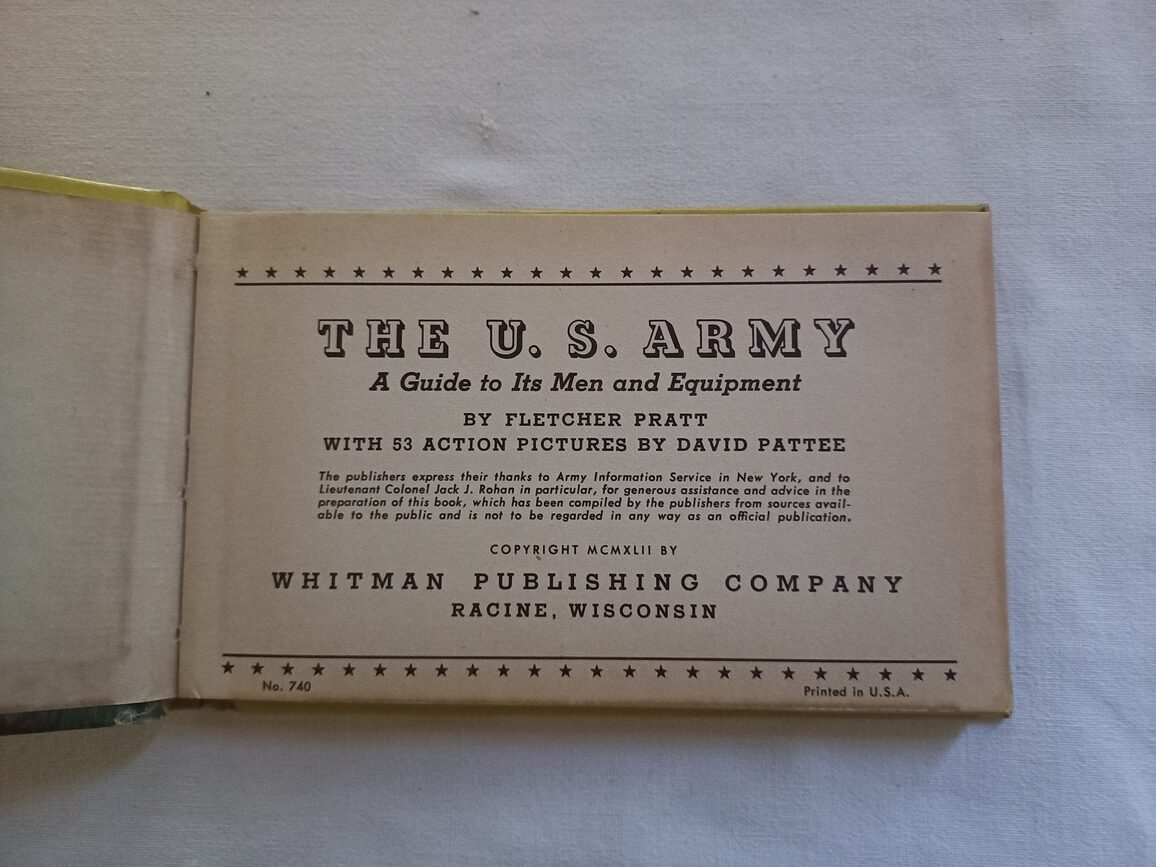 THE U. S. ARMY
A Guide to Its Men and Equipment
BY FLETCHER PRATT
WITH 53 ACTION PICTURES BY DAVID PATTEE
The publishers express their thanks to Army Information Service in New York, and to
Lieutenant Colonel Jack J. Rohan in particular, for generous assistance and advice in the
preparation of this book, which has been compiled by the publishers from sources avail-
able to the public and is not to be regarded in any way as an official publication.
COPYRIGHT MCMXLII BY
WHITMAN PUBLISHING COMPANY
RACINE, WISCONSIN
No. 740
Printed in U.S.A.